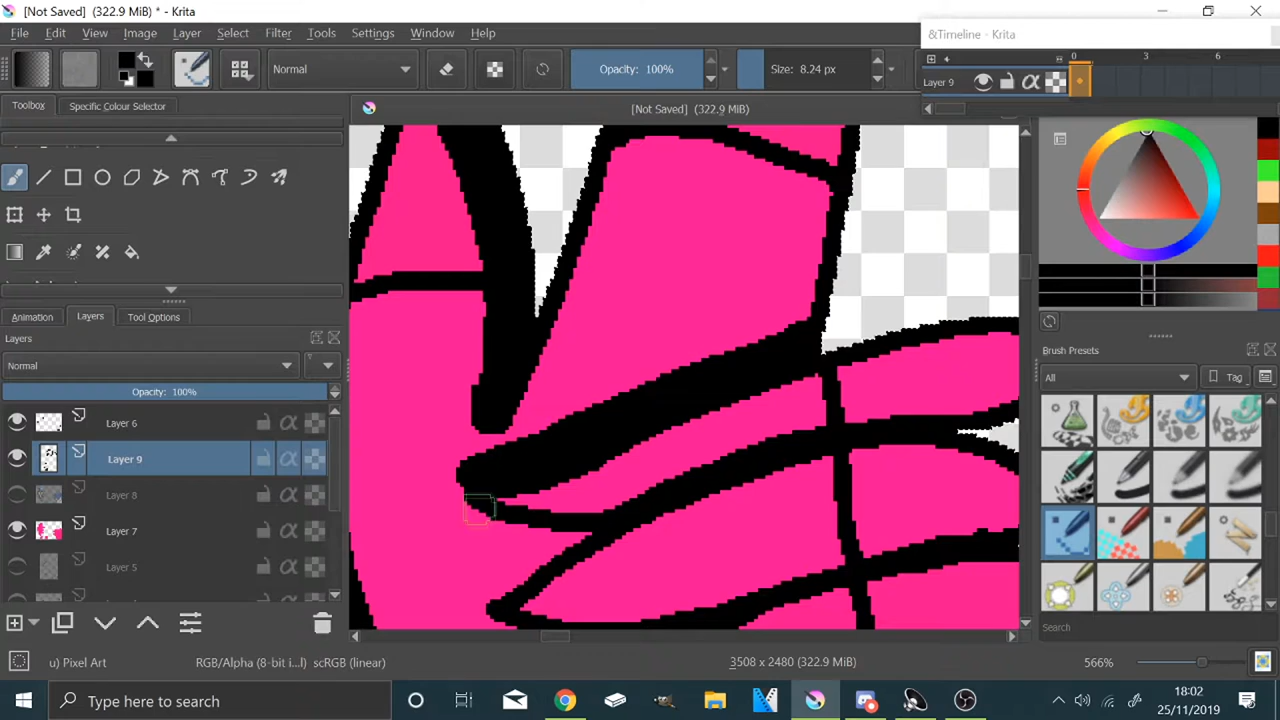 [Not Saved] (322.9 MiB) * - Krita
File Edit View Image Layer Select Filter Tools Settings Window Help
&Timeline - Krita
Normal
Opacity: 100%
Size: 8.24 px
0 3 6
Layer 9
Toolbox
Specific Colour Selector
[Not Saved] (322.9 MiB)
Animation
Layers
Tool Options
Layers
Normal
Opacity: 100%
Layer 6
Layer 9
Layer 8
Layer 7
Layer 5
Brush Presets
All
Tag
Search
u) Pixel Art
RGB/Alpha (8-bit i...l) scRGB (linear)
3508 x 2480 (322.9 MiB)
566%
Type here to search
18:02
25/11/2019